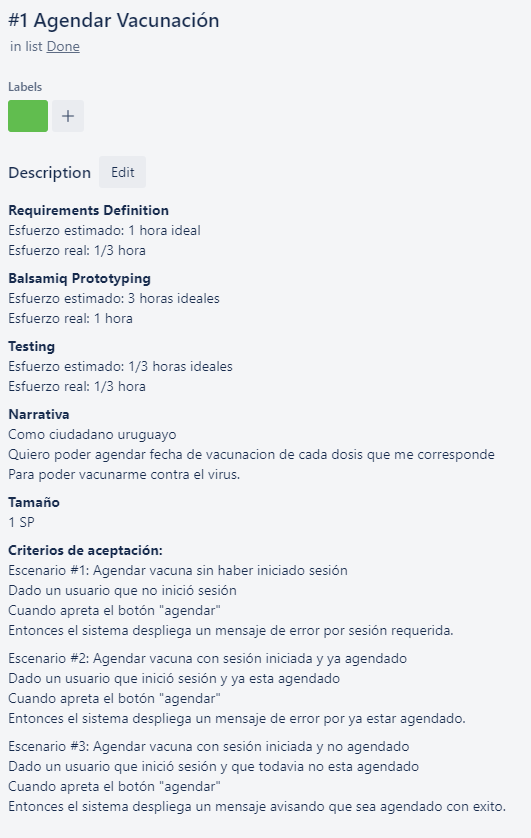 #1 Agendar Vacunación
in list Done
Labels
+
Description Edit
Requirements Definition
Esfuerzo estimado: 1 hora ideal
Esfuerzo real: 1/3 hora
Balsamiq Prototyping
Esfuerzo estimado: 3 horas ideales
Esfuerzo real: 1 hora
Testing
Esfuerzo estimado: 1/3 horas ideales
Esfuerzo real: 1/3 hora
Narrativa
Como ciudadano uruguayo
Quiero poder agendar fecha de vacunacion de cada dosis que me corresponde
Para poder vacunarme contra el virus.
Tamaño
1 SP
Criterios de aceptación:
Escenario #1: Agendar vacuna sin haber iniciado sesión
Dado un usuario que no inició sesión
Cuando apreta el botón "agendar"
Entonces el sistema despliega un mensaje de error por sesión requerida.
Escenario #2: Agendar vacuna con sesión iniciada y ya agendado
Dado un usuario que inició sesión y ya esta agendado
Cuando apreta el botón "agendar"
Entonces el sistema despliega un mensaje de error por ya estar agendado.
Escenario #3: Agendar vacuna con sesión iniciada y no agendado
Dado un usuario que inició sesión y que todavia no esta agendado
Cuando apreta el botón "agendar"
Entonces el sistema despliega un mensaje avisando que sea agendado con exito.